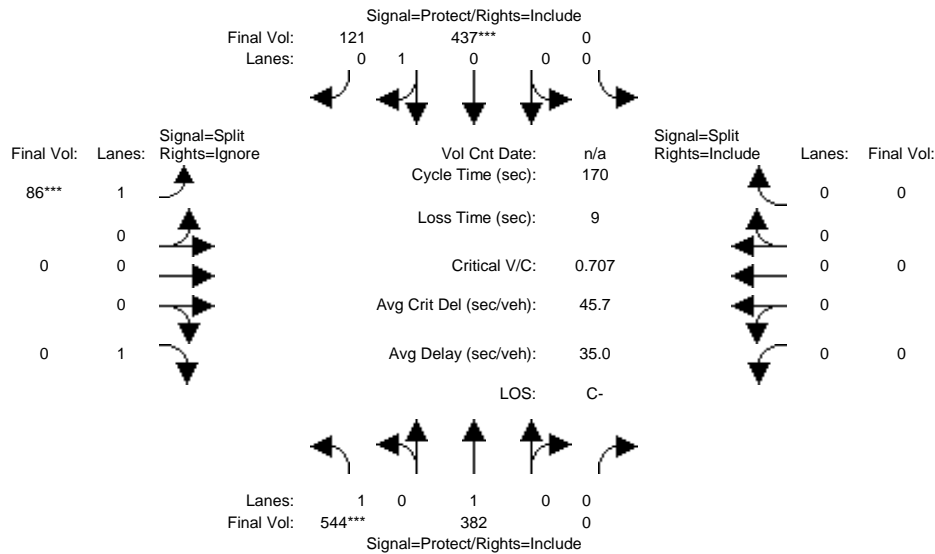 Signal=Protect/Rights=Include
Final Vol: 121 437*** 0
Lanes: 0 1 0 0 0
Signal=Split
Final Vol: Lanes: Rights=Ignore
Vol Cnt Date: n/a
Signal=Split
Rights=Include Lanes: Final Vol:
Cycle Time (sec): 170
86*** 1
0 0
Loss Time (sec): 9
0
0
0 0
Critical V/C: 0.707
0 0
0
Avg Crit Del (sec/veh): 45.7
0
0 1
Avg Delay (sec/veh): 35.0
0 0
LOS: C-
Lanes: 1 0 1 0 0
Final Vol: 544*** 382 0
Signal=Protect/Rights=Include